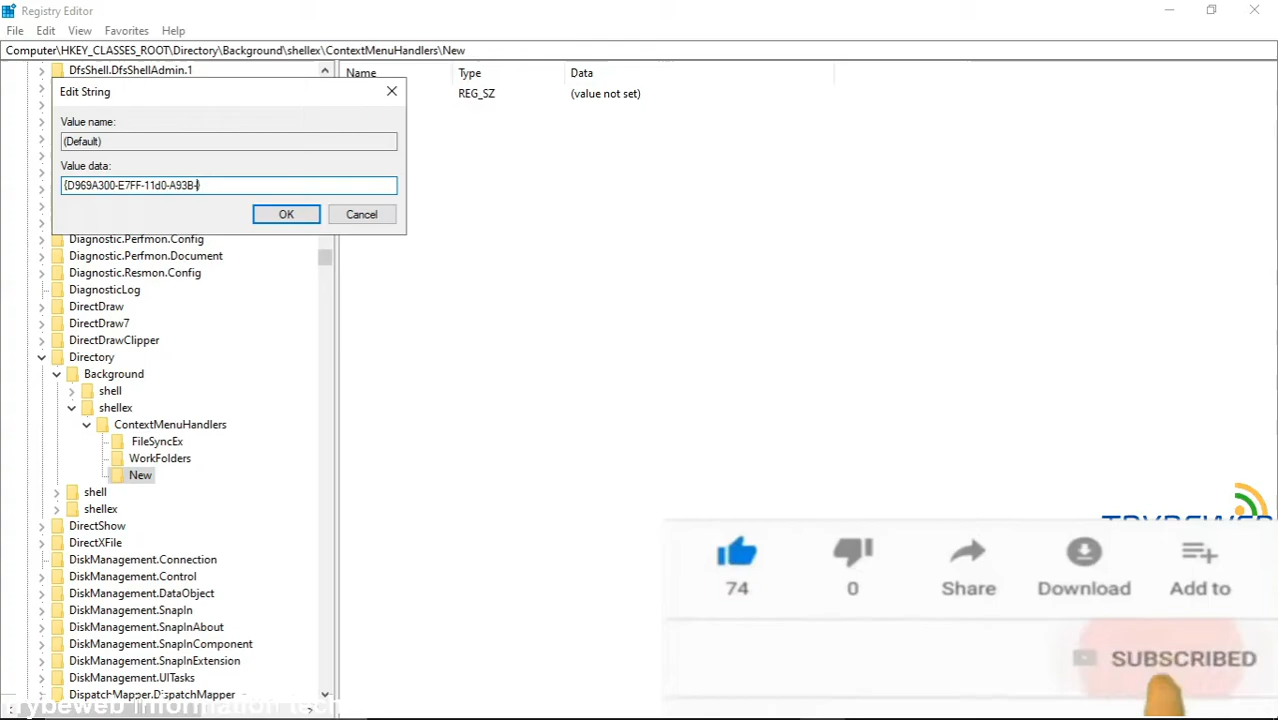 Registry Editor
File Edit View Favorites Help
Computer\HKEY_CLASSES_ROOT\Directory\Background\shellex\ContextMenuHandlers\New
DfsShell.DfsShellAdmin.1
Name Type Data
REG_SZ (value not set)
Edit String
Value name:
(Default)
Value data:
{D969A300-E7FF-11d0-A93B-}
OK Cancel
Diagnostic.Perfmon.Config
Diagnostic.Perfmon.Document
Diagnostic.Resmon.Config
DiagnosticLog
DirectDraw
DirectDraw7
DirectDrawClipper
Directory
Background
shell
shellex
ContextMenuHandlers
FileSyncEx
WorkFolders
New
shell
shellex
DirectShow
DirectXFile
DiskManagement.Connection
DiskManagement.Control
DiskManagement.DataObject
DiskManagement.SnapIn
DiskManagement.SnapInAbout
DiskManagement.SnapInComponent
DiskManagement.SnapInExtension
DiskManagement.UITasks
DispatchMapper.DispatchMapper
TRYBEWEB
74 0 Share Download Add to
SUBSCRIBED
Trybeweb information tech